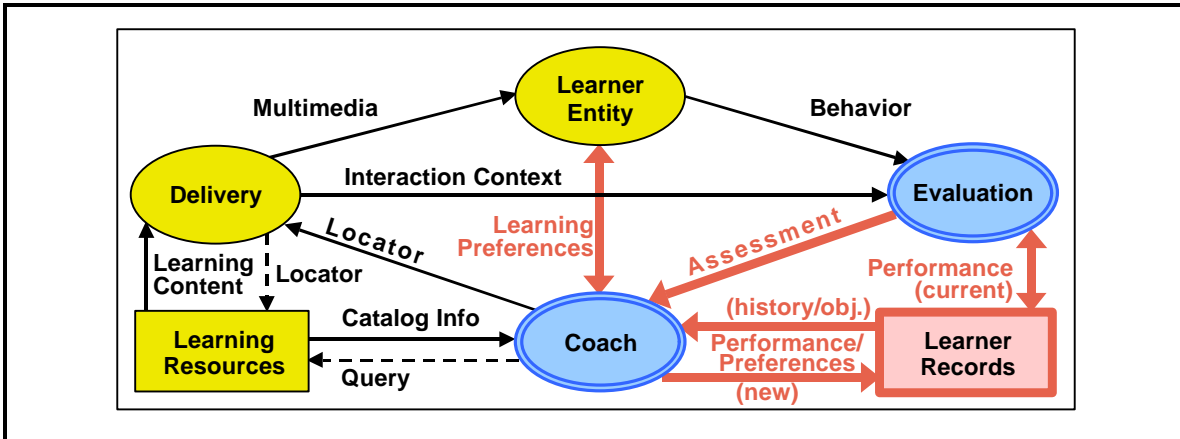 Learner
Entity
Multimedia
Behavior
Delivery
Interaction Context
Evaluation
Learning
Preferences
Locator
Assessment
Learning
Content
Locator
Performance
(current)
Learning
Resources
Catalog Info
Query
Coach
(history/obj.)
Performance/
Preferences
(new)
Learner
Records